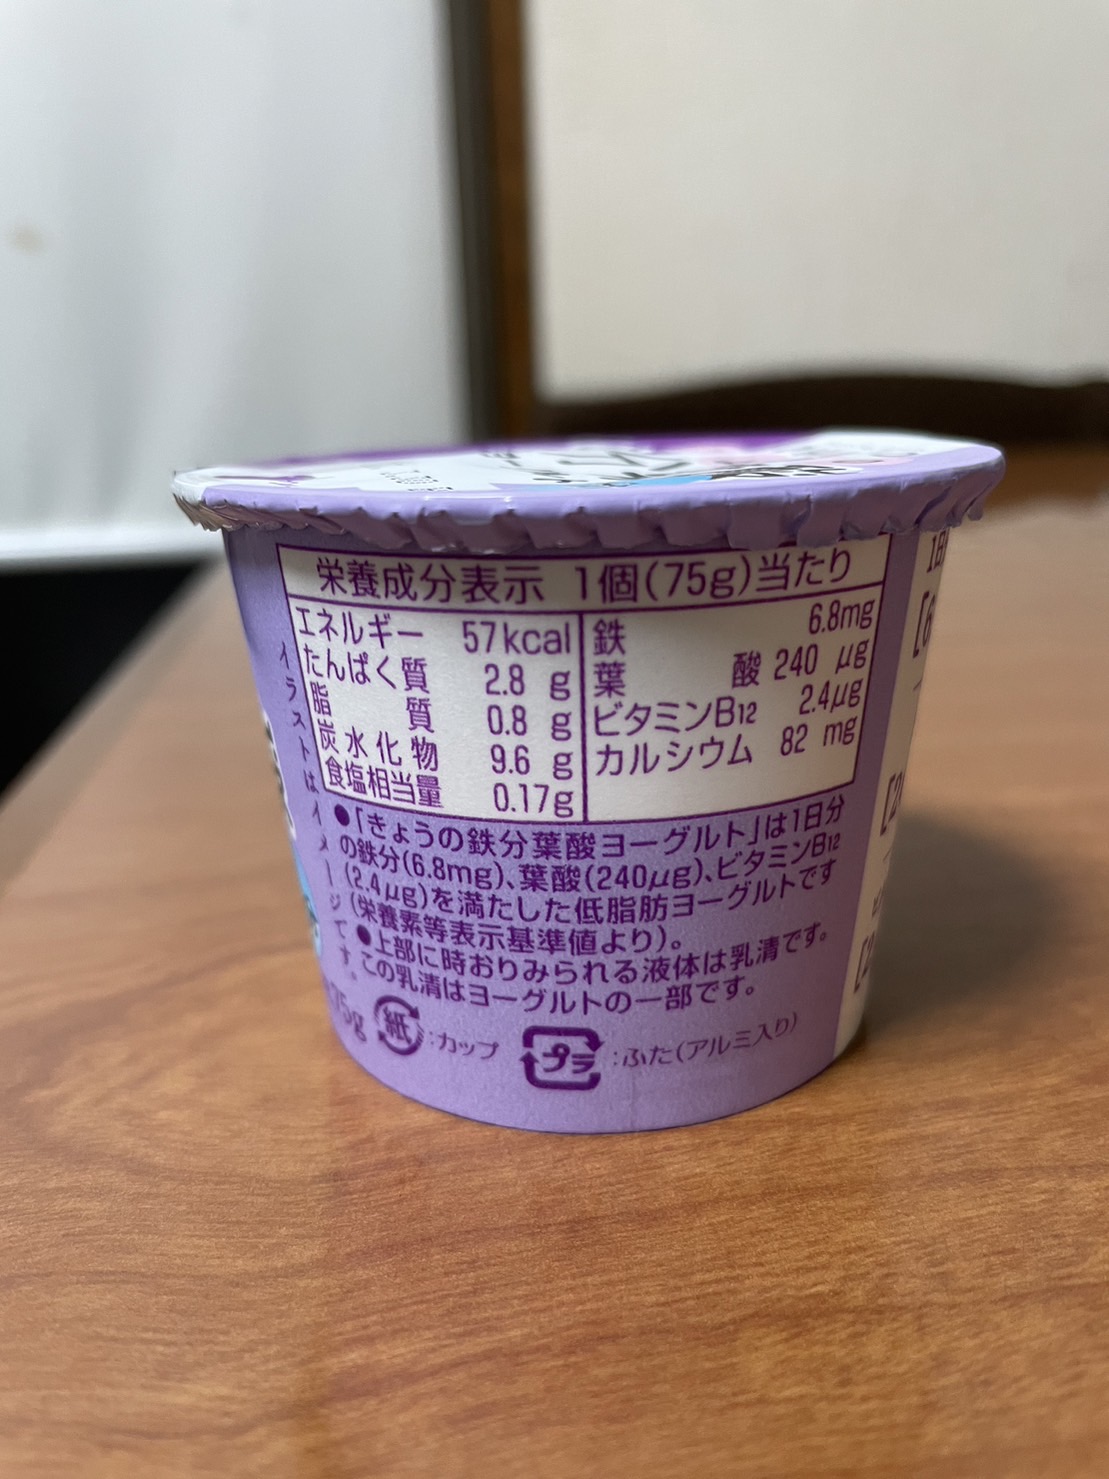 栄養成分表示 1個(75g)当たり
エネルギー 57kcal
たんぱく質 2.8 g
脂質 0.8 g
炭水化物 9.6 g
食塩相当量 0.17g
鉄 6.8mg
葉酸 240 μg
ビタミンB12 2.4μg
カルシウム 82 mg
●「きょうの鉄分葉酸ヨーグルト」は1日分
の鉄分(6.8mg)、葉酸(240μg)、ビタミンB12
(2.4μg)を満たした低脂肪ヨーグルトです
(栄養素等表示基準値より)。
●上部に時おりみられる液体は乳清です。
この乳清はヨーグルトの一部です。
イラストはイメージです。
75g
紙:カップ
プラ:ふた(アルミ入り)